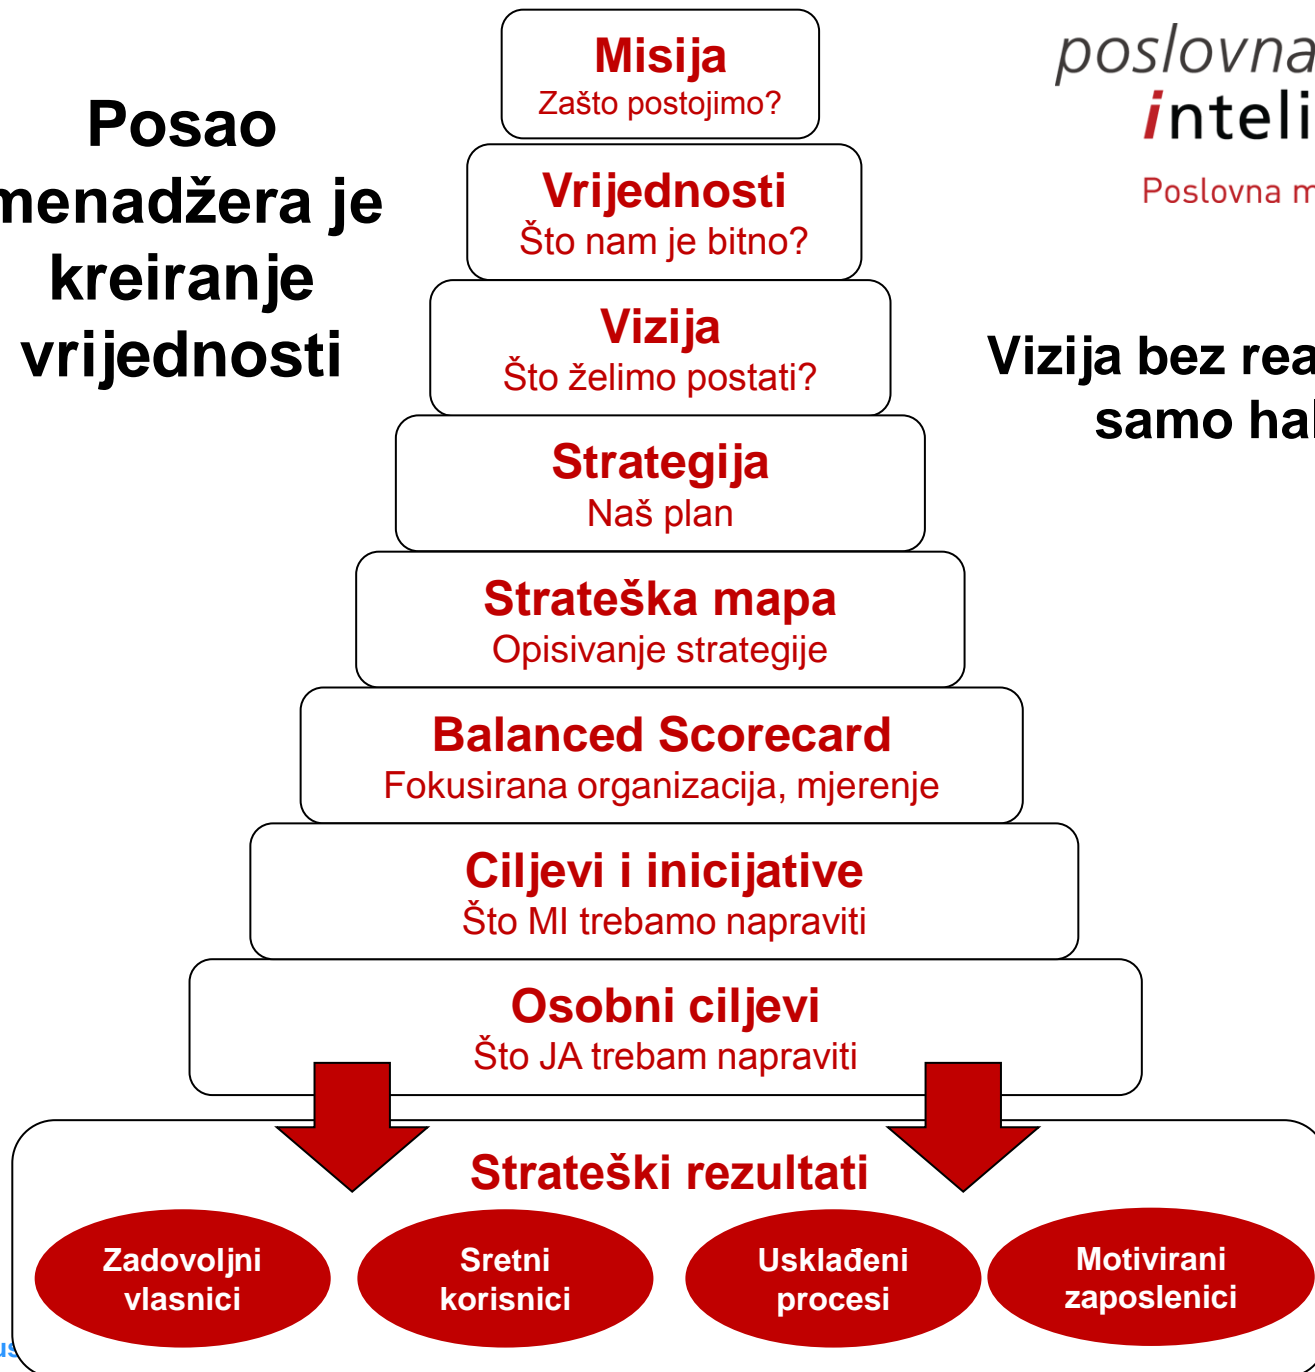 Misija
Zašto postojimo?
poslovna
Posao
menadžera je
kreiranje
vrijednosti
inteli
Poslovna m
Vrijednosti
Što nam je bitno?
Vizija
Što želimo postati?
Vizija bez rea
samo hal
Strategija
Naš plan
Strateška mapa
Opisivanje strategije
Balanced Scorecard
Fokusirana organizacija, mjerenje
Ciljevi i inicijative
Što MI trebamo napraviti
Osobni ciljevi
Što JA trebam napraviti
Strateški rezultati
Zadovoljni
vlasnici
Sretni
korisnici
Usklađeni
procesi
Motivirani
zaposlenici